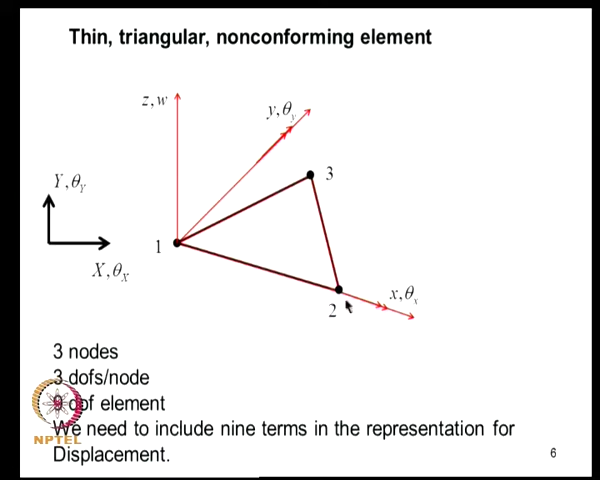 Thin, triangular, nonconforming element
z, w
y, θy
3
Y, θY
1
X, θX
x, θx
2
3 nodes
3 dofs/node
9 dof element
We need to include nine terms in the representation for
Displacement.
NPTEL
6